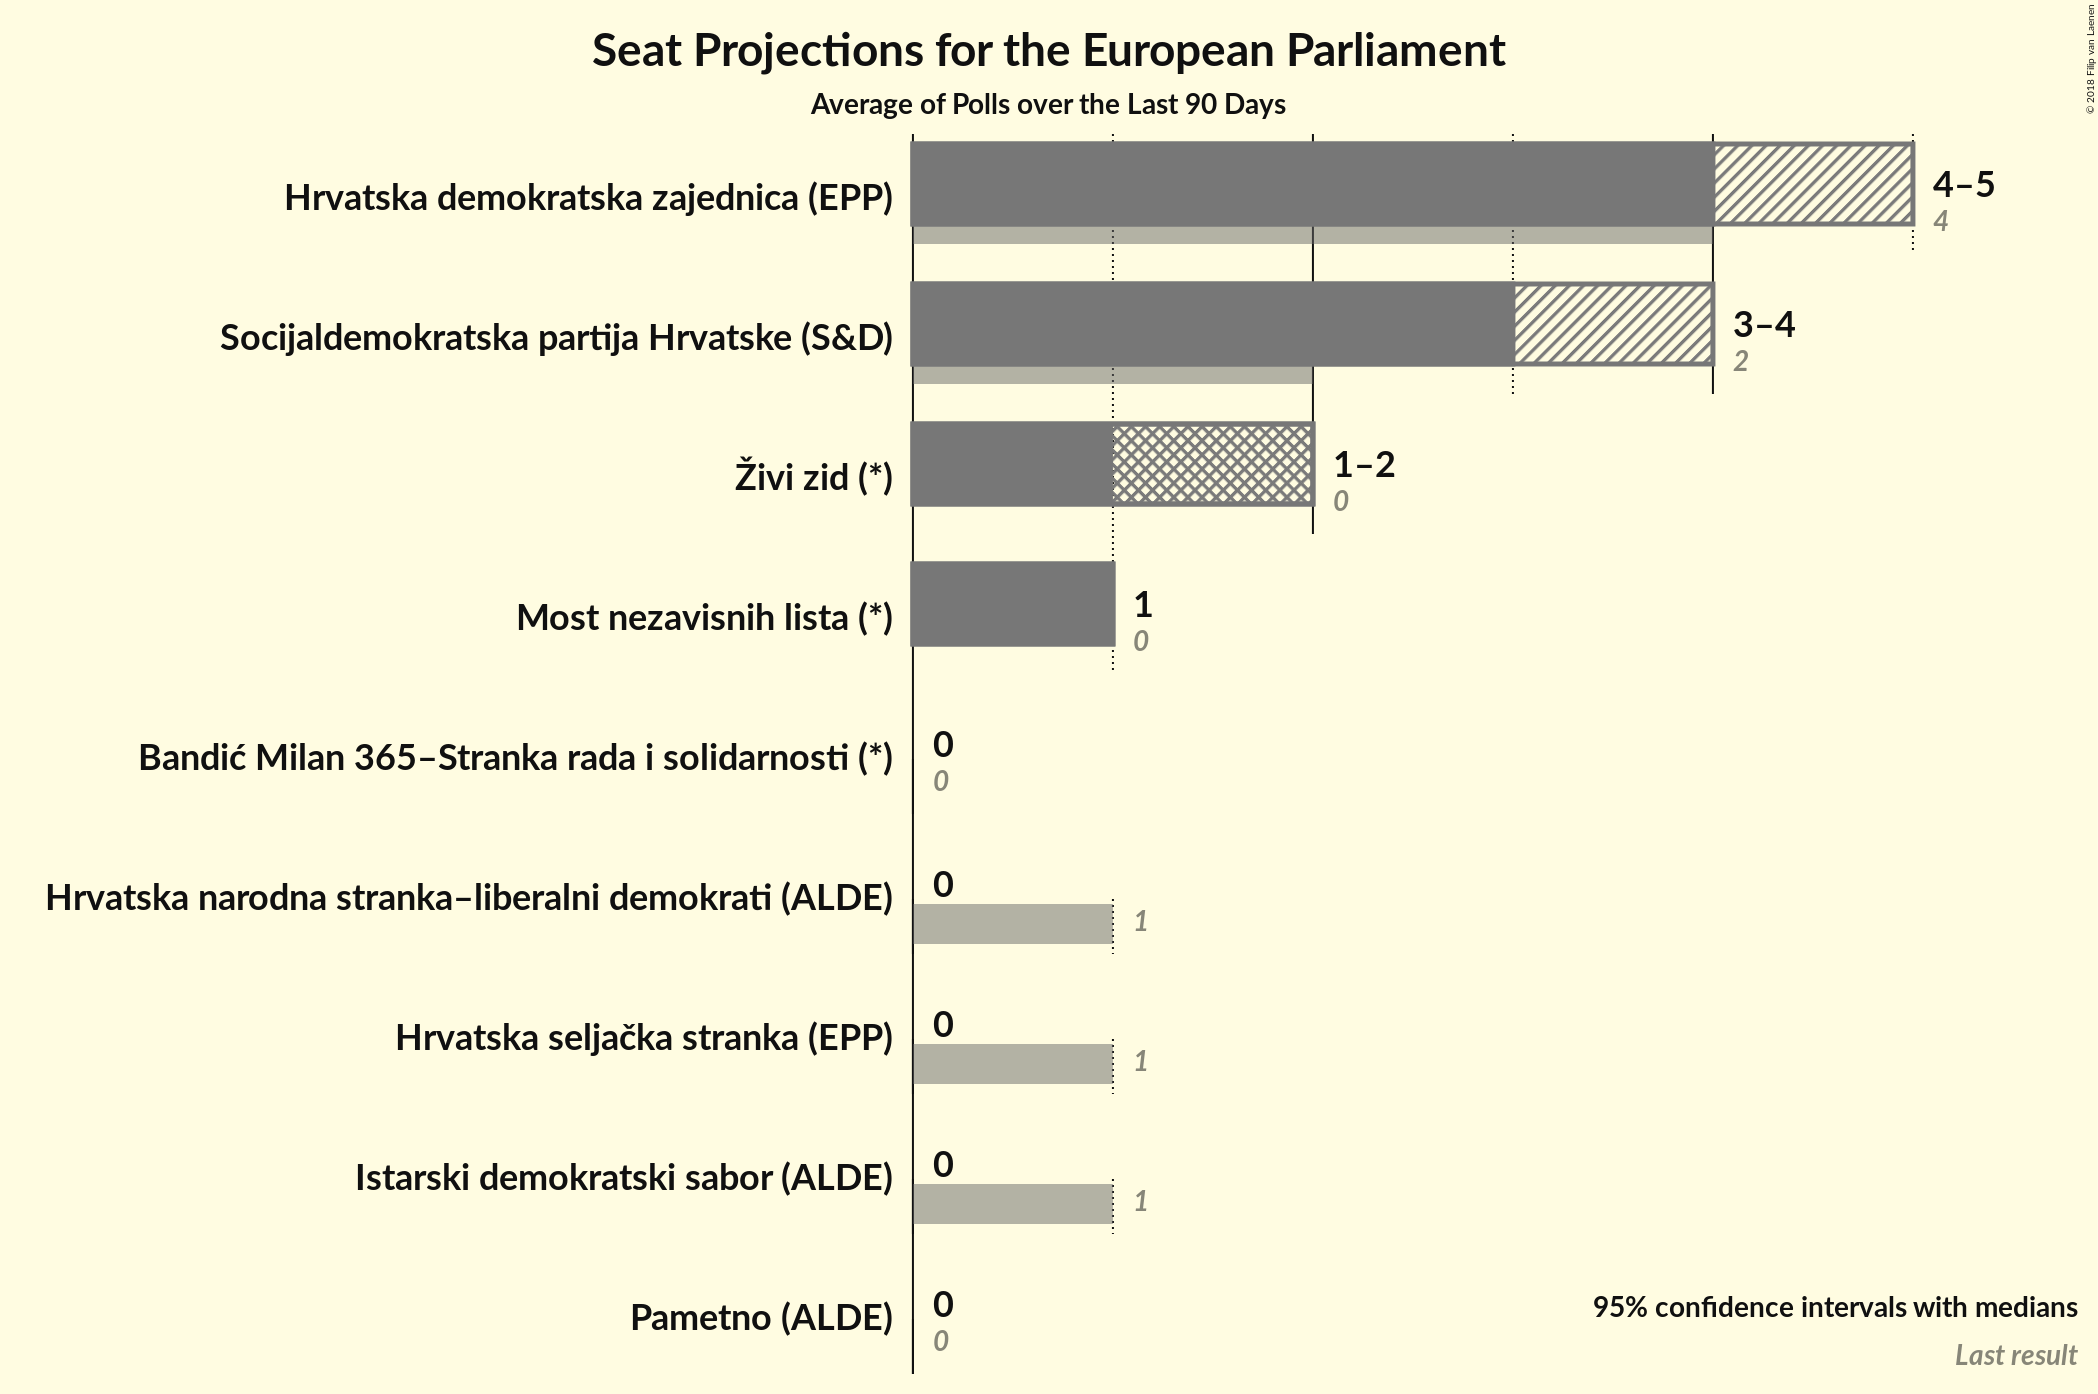 Seat Projections for the European Parliament
Average of Polls over the Last 90 Days
© 2018 Filip van Laenen
Hrvatska demokratska zajednica (EPP)
4–5
4
Socijaldemokratska partija Hrvatske (S&D)
3–4
2
Živi zid (*)
1–2
0
Most nezavisnih lista (*)
1
0
Bandić Milan 365–Stranka rada i solidarnosti (*)
0
0
Hrvatska narodna stranka–liberalni demokrati (ALDE)
0
1
Hrvatska seljačka stranka (EPP)
0
1
Istarski demokratski sabor (ALDE)
0
1
Pametno (ALDE)
0
0
95% confidence intervals with medians
Last result